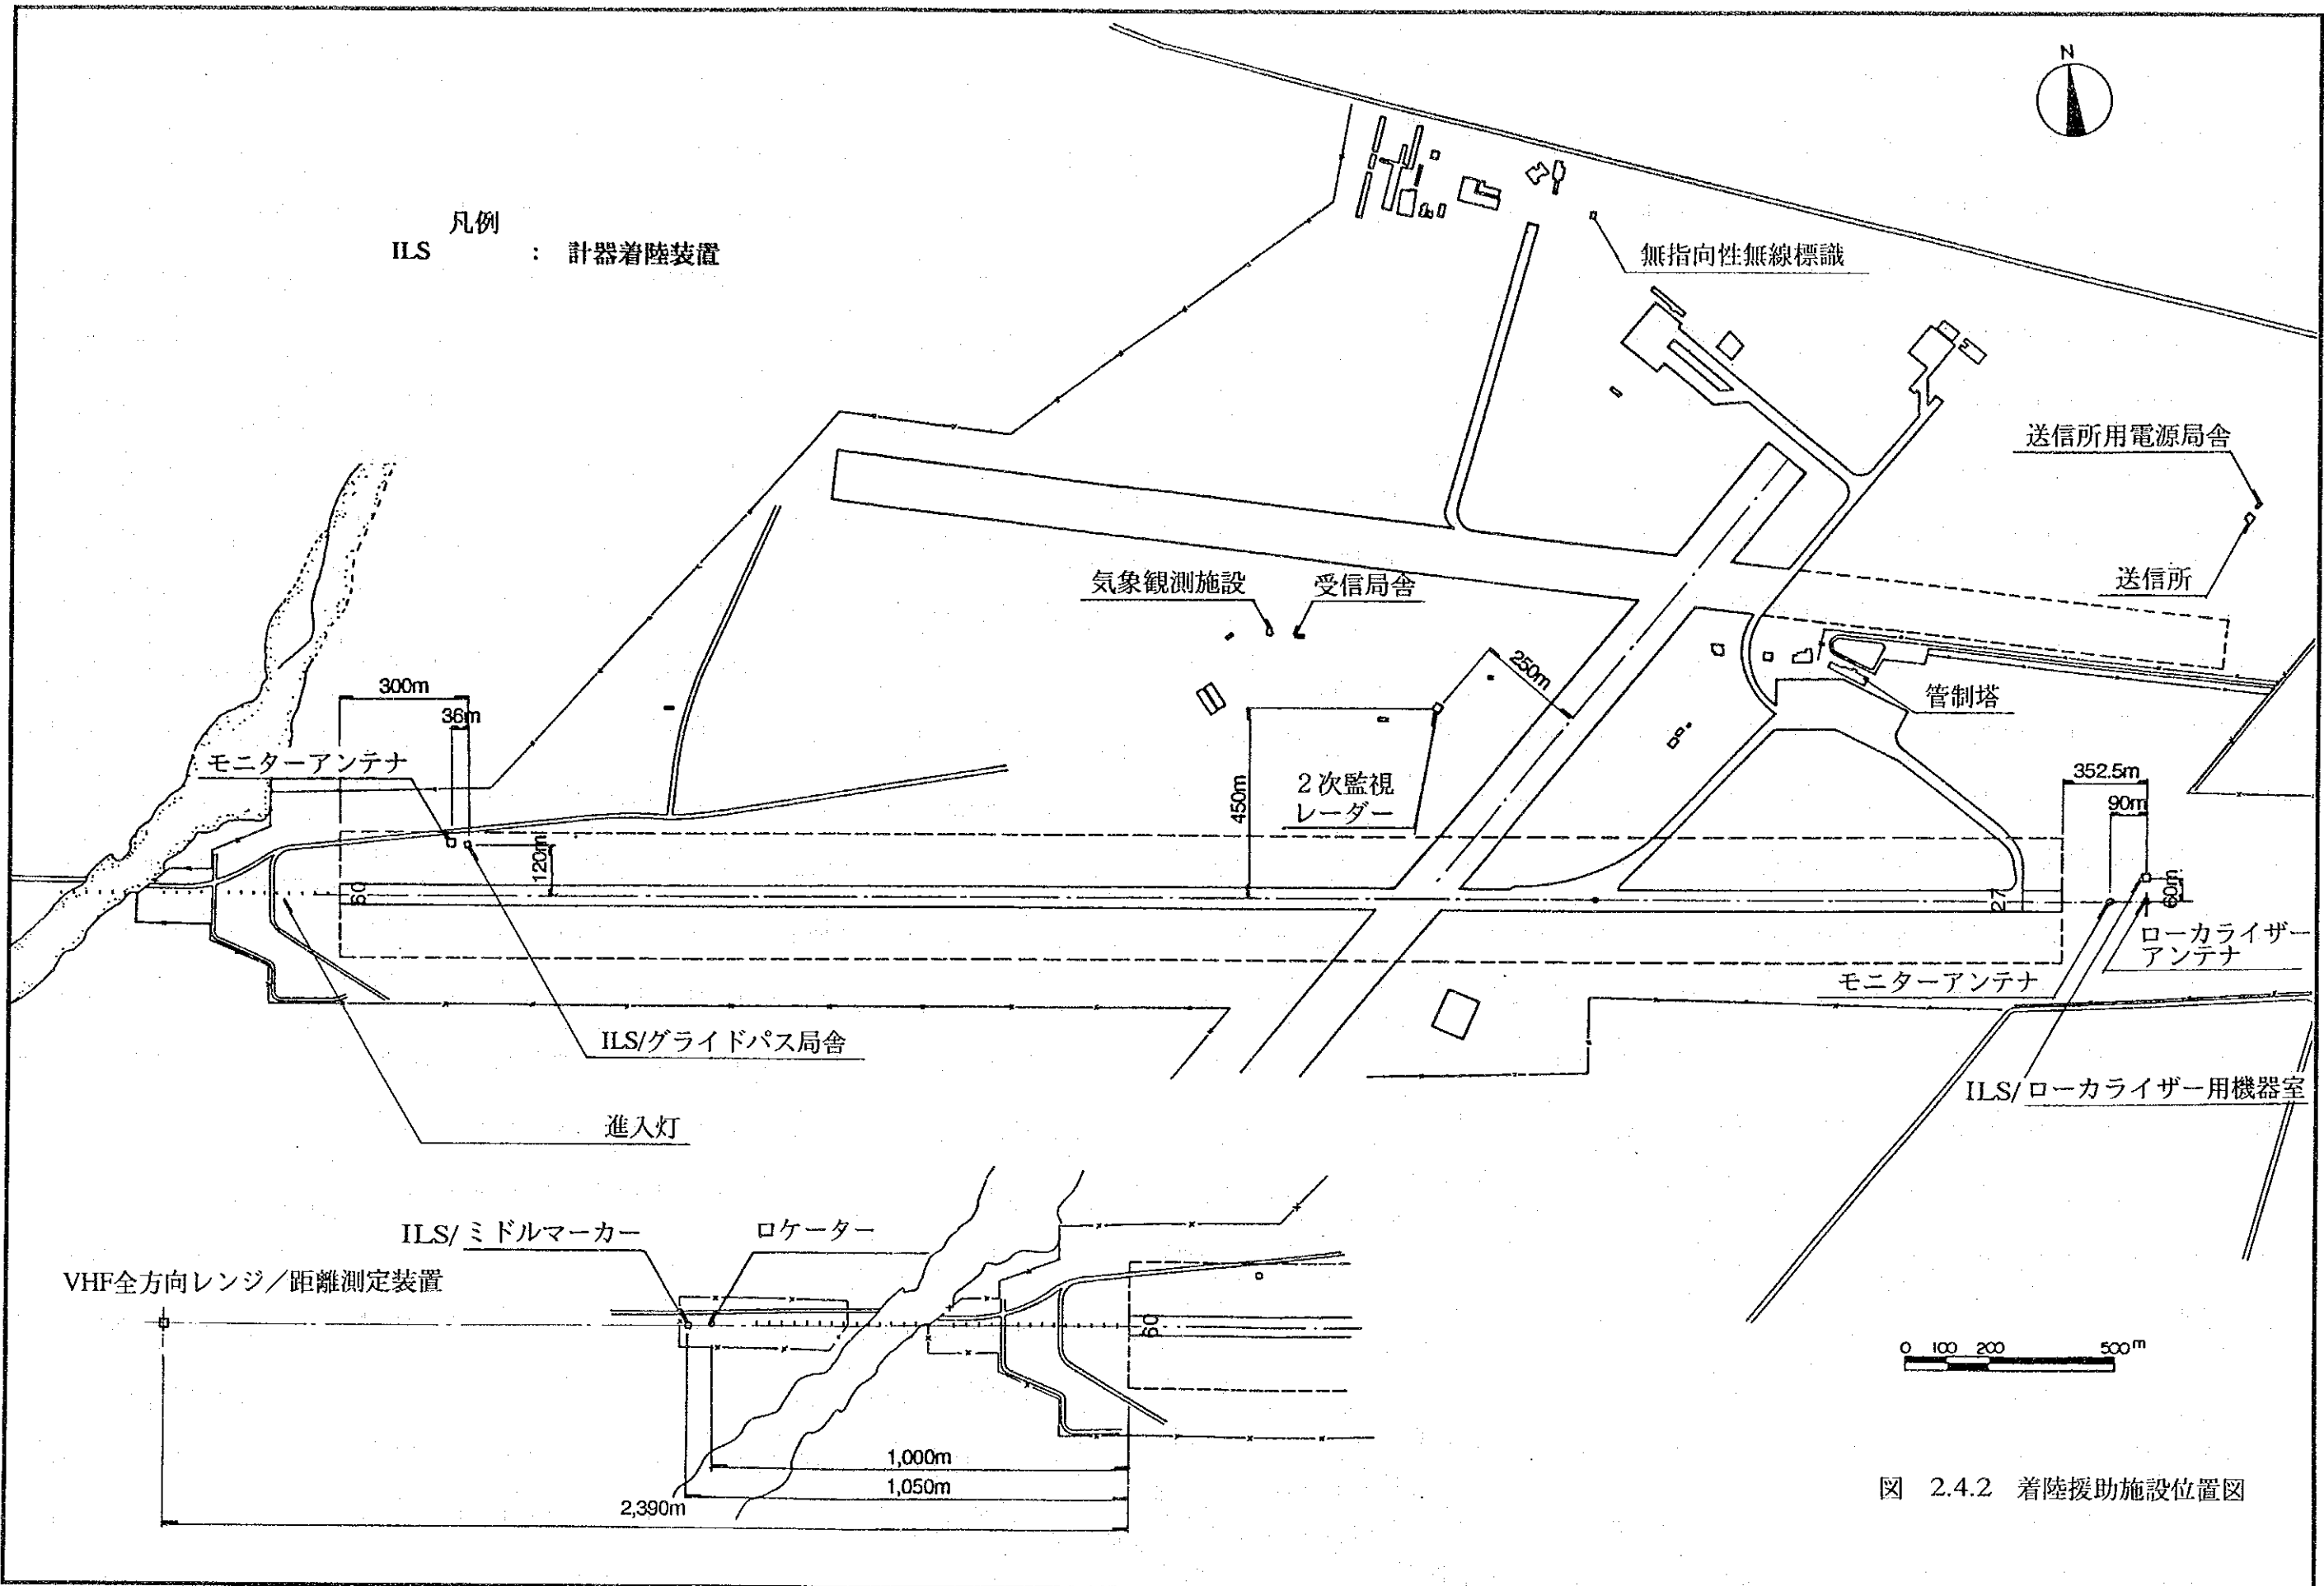 N
凡例
ILS : 計器着陸装置
無指向性無線標識
送信所用電源局舎
送信所
気象観測施設
受信局舎
250m
管制塔
300m
36m
モニターアンテナ
120m
450m
2次監視
レーダー
352.5m
90m
60m
60
27
ローカライザー
アンテナ
モニターアンテナ
ILS/グライドパス局舎
ILS/ローカライザー用機器室
進入灯
ILS/ミドルマーカー
ロケーター
VHF全方向レンジ/距離測定装置
60
1,000m
1,050m
2,390m
0 100 200 500m
図 2.4.2 着陸援助施設位置図